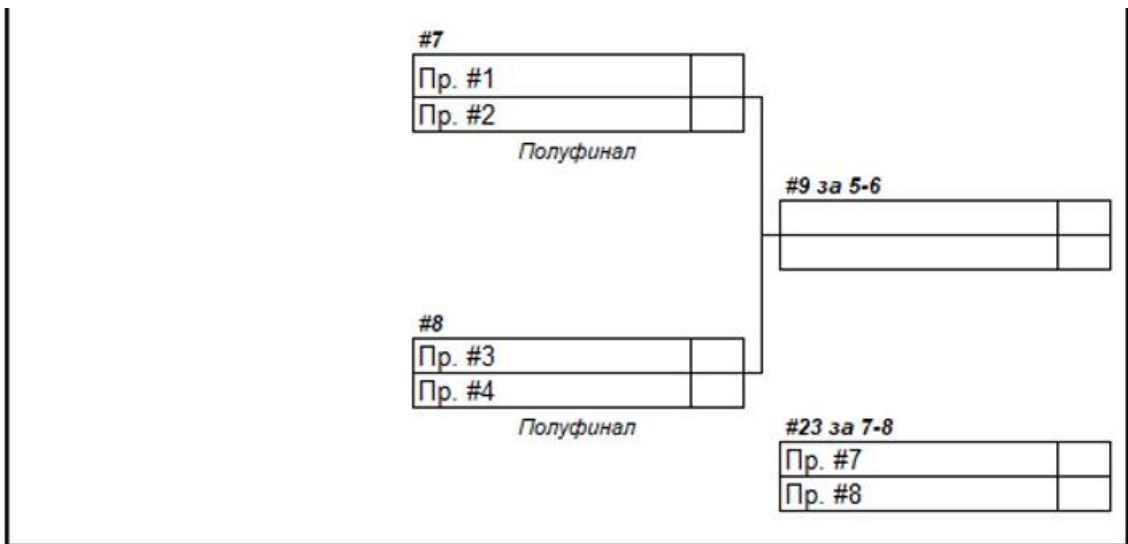 #7
Пр. #1
Пр. #2
Полуфинал
#9 за 5-6
#8
Пр. #3
Пр. #4
Полуфинал
#23 за 7-8
Пр. #7
Пр. #8